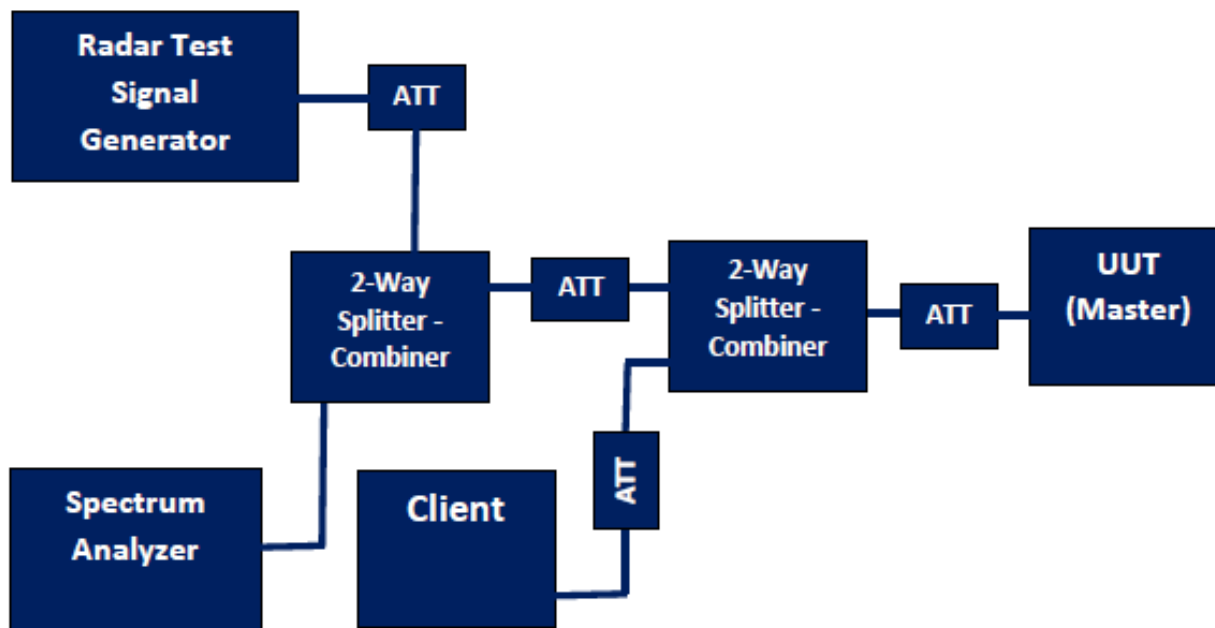 Radar Test
Signal
Generator
ATT
2-Way
Splitter -
Combiner
ATT
2-Way
Splitter -
Combiner
ATT
UUT
(Master)
ATT
Spectrum
Analyzer
Client